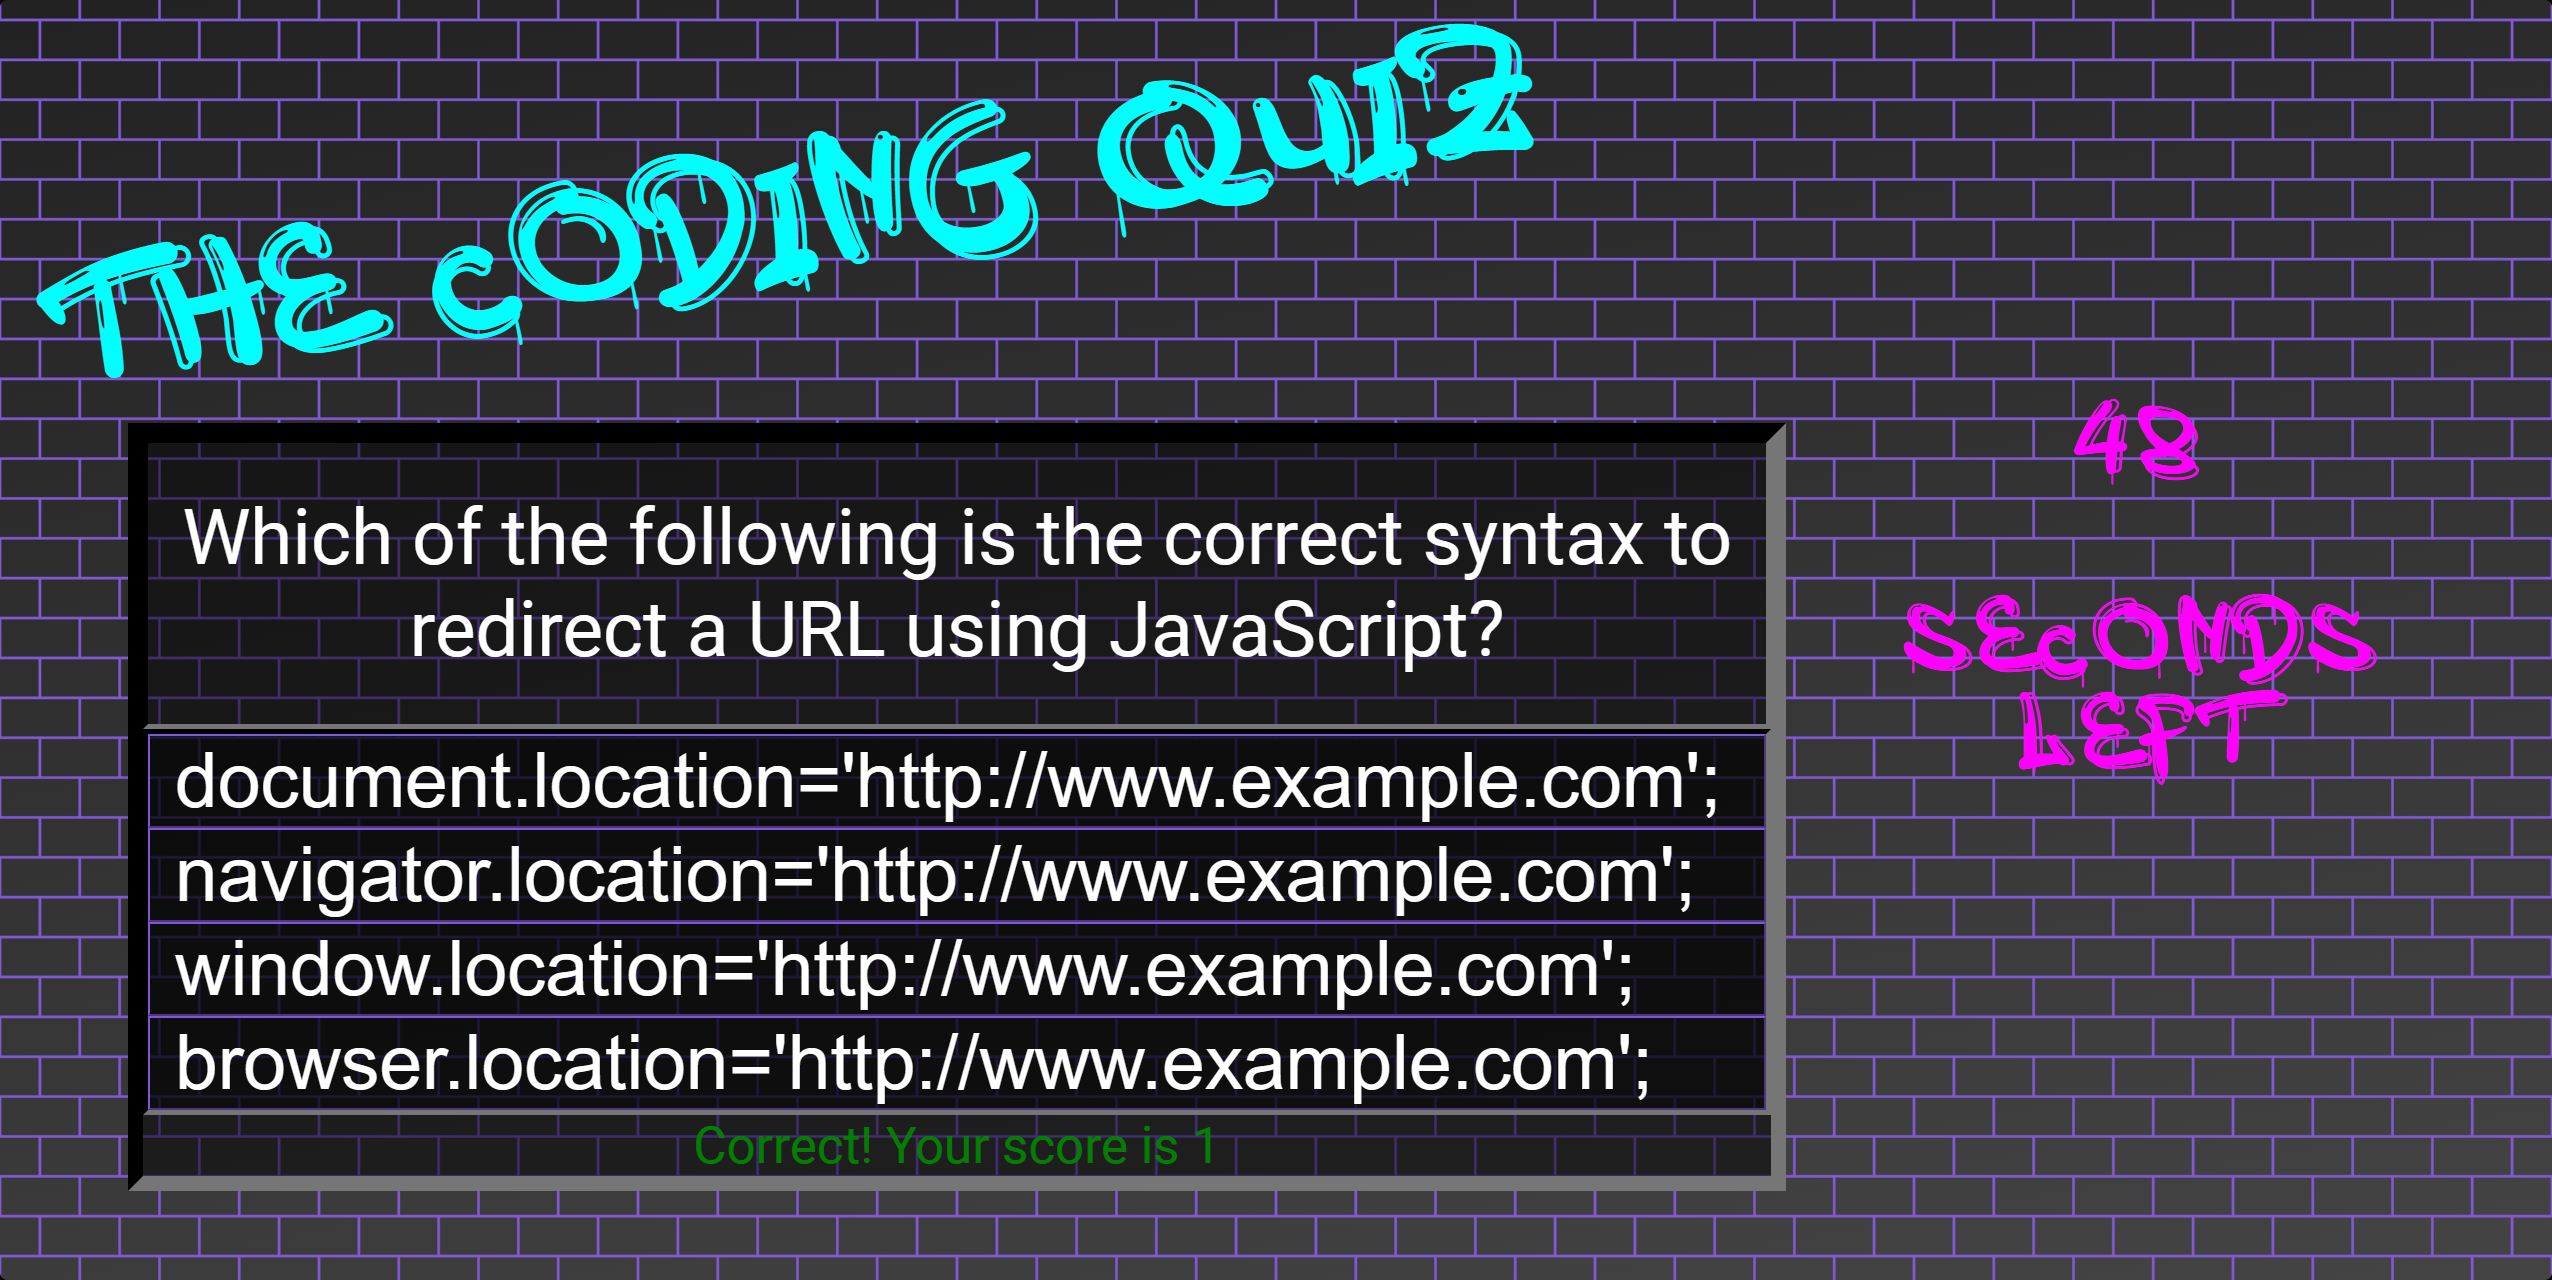 THE CODING QUIZ
48
SECONDS
LEFT
Which of the following is the correct syntax to
redirect a URL using JavaScript?
document.location='http://www.example.com';
navigator.location='http://www.example.com';
window.location='http://www.example.com';
browser.location='http://www.example.com';
Correct! Your score is 1